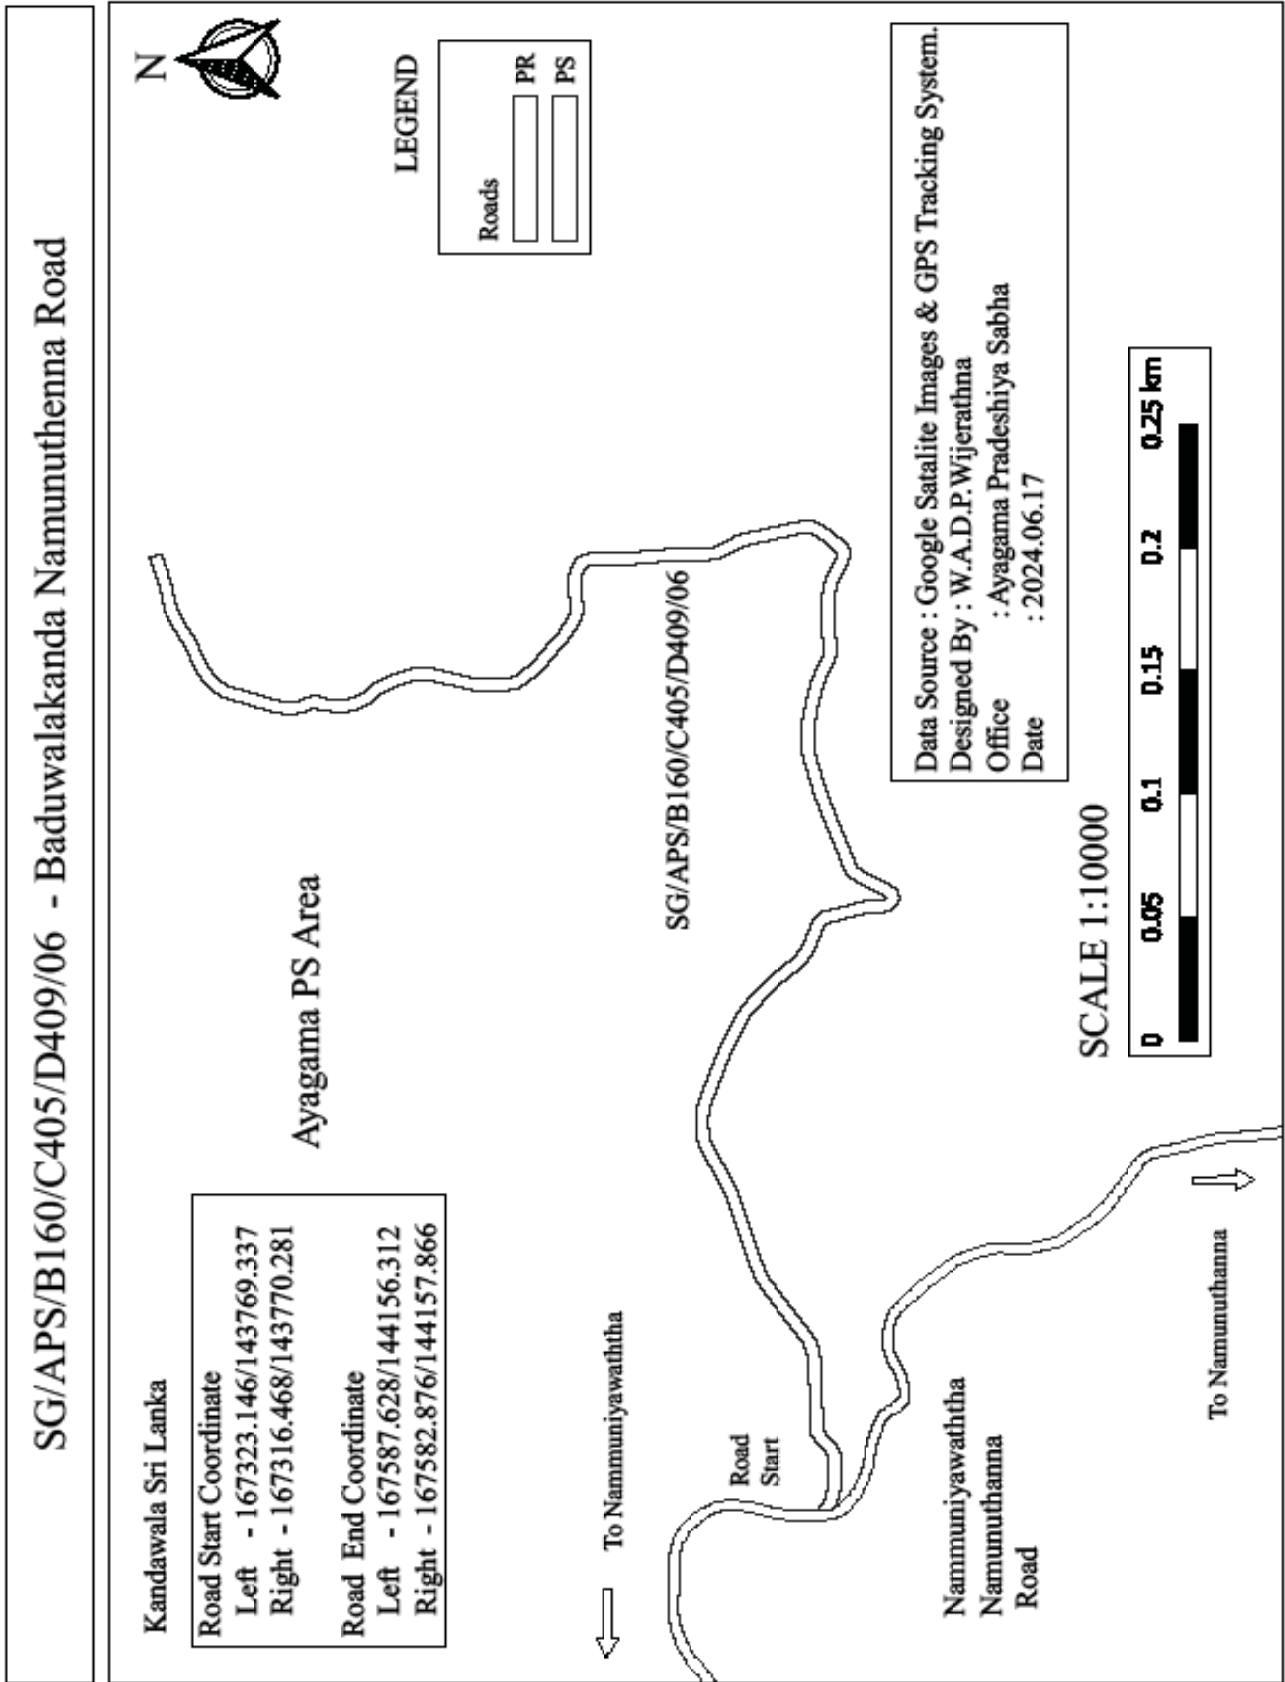 SG/APS/B160/C405/D409/06 - Baduwalakanda Namunuthenna Road
N
Kandawala Sri Lanka
Road Start Coordinate
Left - 167323.146/143769.337
Right - 167316.468/143770.281
Road End Coordinate
Left - 167587.628/144156.312
Right - 167582.876/144157.866
Ayagama PS Area
LEGEND
Roads
PR
PS
To Nammuniyawaththa
SG/APS/B160/C405/D409/06
Road
Start
Nammuniyawaththa
Namunuthanna
Road
To Namunuthanna
Data Source : Google Satalite Images & GPS Tracking System.
Designed By : W.A.D.P.Wijerathna
Office : Ayagama Pradeshiya Sabha
Date : 2024.06.17
SCALE 1:10000
0 0.05 0.1 0.15 0.2 0.25 km